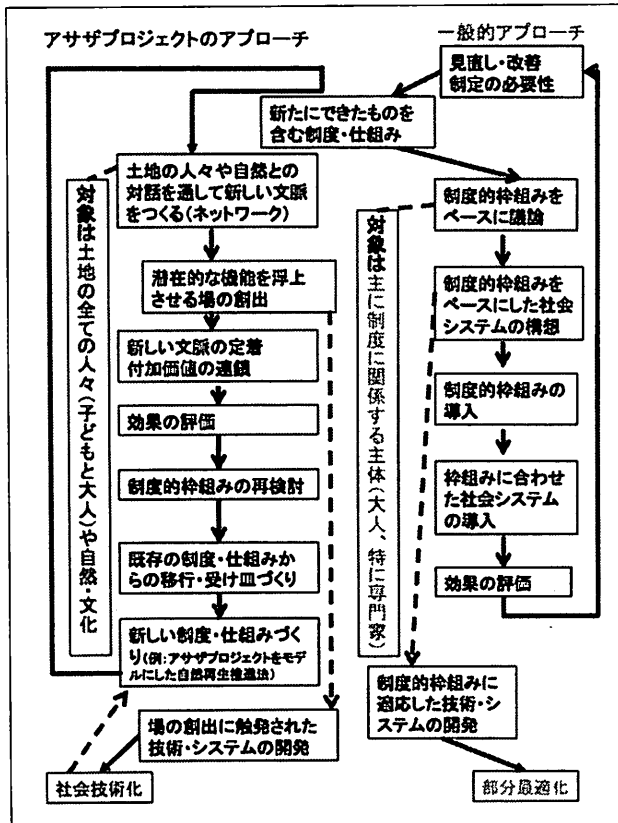 アサザプロジェクトのアプローチ
一般的アプローチ
見直し・改善
制定の必要性
新たにできたものを
含む制度・仕組み
土地の人々や自然との
対話を通して新しい文脈
をつくる(ネットワーク)
潜在的な機能を浮上
させる場の創出
新しい文脈の定着
付加価値の連鎖
効果の評価
制度的枠組みの再検討
既存の制度・仕組みか
らの移行・受け皿づくり
新しい制度・仕組みづく
り(例:アサザプロジェクトをモデ
ルにした自然再生推進法)
場の創出に触発された
技術・システムの開発
社会技術化
対象は土地の全ての人々(子どもと大人)や自然・文化
制度的枠組みを
ベースに議論
制度的枠組みを
ベースにした社会
システムの構想
制度的枠組みの
導入
枠組みに合わせ
た社会システム
の導入
効果の評価
対象は主に制度に関係する主体(大人、特に専門家)
制度的枠組みに
適応した技術・シ
ステムの開発
部分最適化